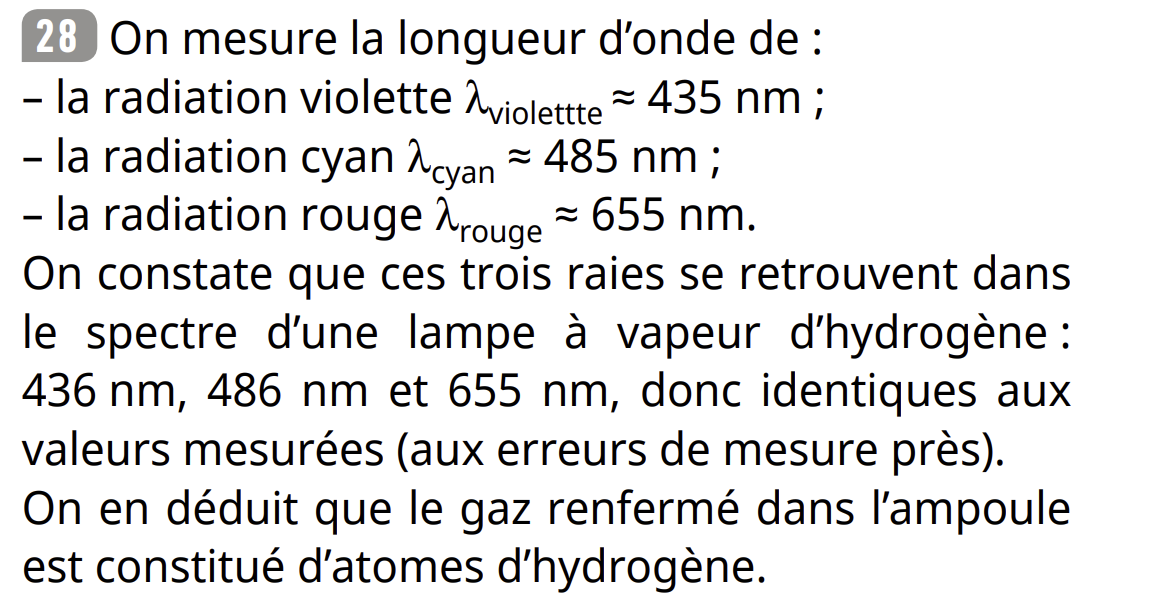 28 On mesure la longueur d’onde de :
– la radiation violette λviolettte ≈ 435 nm ;
– la radiation cyan λcyan ≈ 485 nm ;
– la radiation rouge λrouge ≈ 655 nm.
On constate que ces trois raies se retrouvent dans
le spectre d’une lampe à vapeur d’hydrogène :
436 nm, 486 nm et 655 nm, donc identiques aux
valeurs mesurées (aux erreurs de mesure près).
On en déduit que le gaz renfermé dans l’ampoule
est constitué d’atomes d’hydrogène.